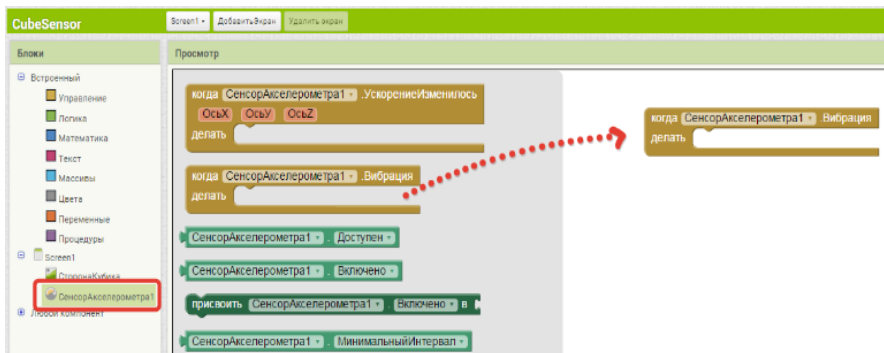 CubeSensor
Screen1 ДобавитьЭкран Удалить экран
Блоки
Просмотр
Встроенный
Управление
Логика
Математика
Текст
Массивы
Цвета
Переменные
Процедуры
Screen1
СторонаКубика
СенсорАкселерометра1
Любой компонент
когда СенсорАкселерометра1 .УскорениеИзменилось
ОсьX ОсьY ОсьZ
делать
когда СенсорАкселерометра1 .Вибрация
делать
СенсорАкселерометра1 . Доступен
СенсорАкселерометра1 . Включено
присвоить СенсорАкселерометра1 . Включено в
СенсорАкселерометра1 . МинимальныйИнтервал
когда СенсорАкселерометра1 .Вибрация
делать